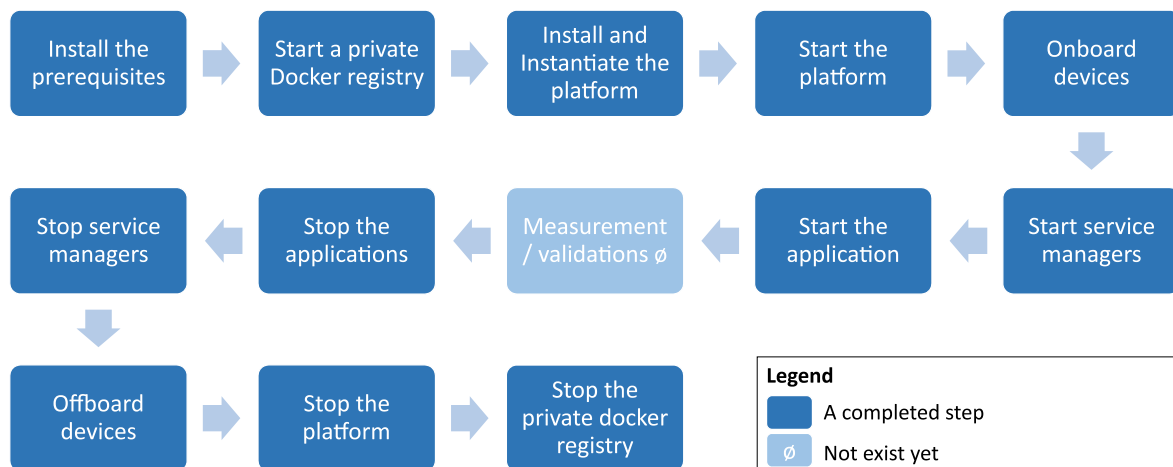 Install the
prerequisites
Start a private
Docker registry
Install and
Instantiate the
platform
Start the
platform
Onboard
devices
Start service
managers
Start the
application
Measurement
/ validations ø
Stop the
applications
Stop service
managers
Offboard
devices
Stop the
platform
Stop the
private docker
registry
Legend
A completed step
ø Not exist yet